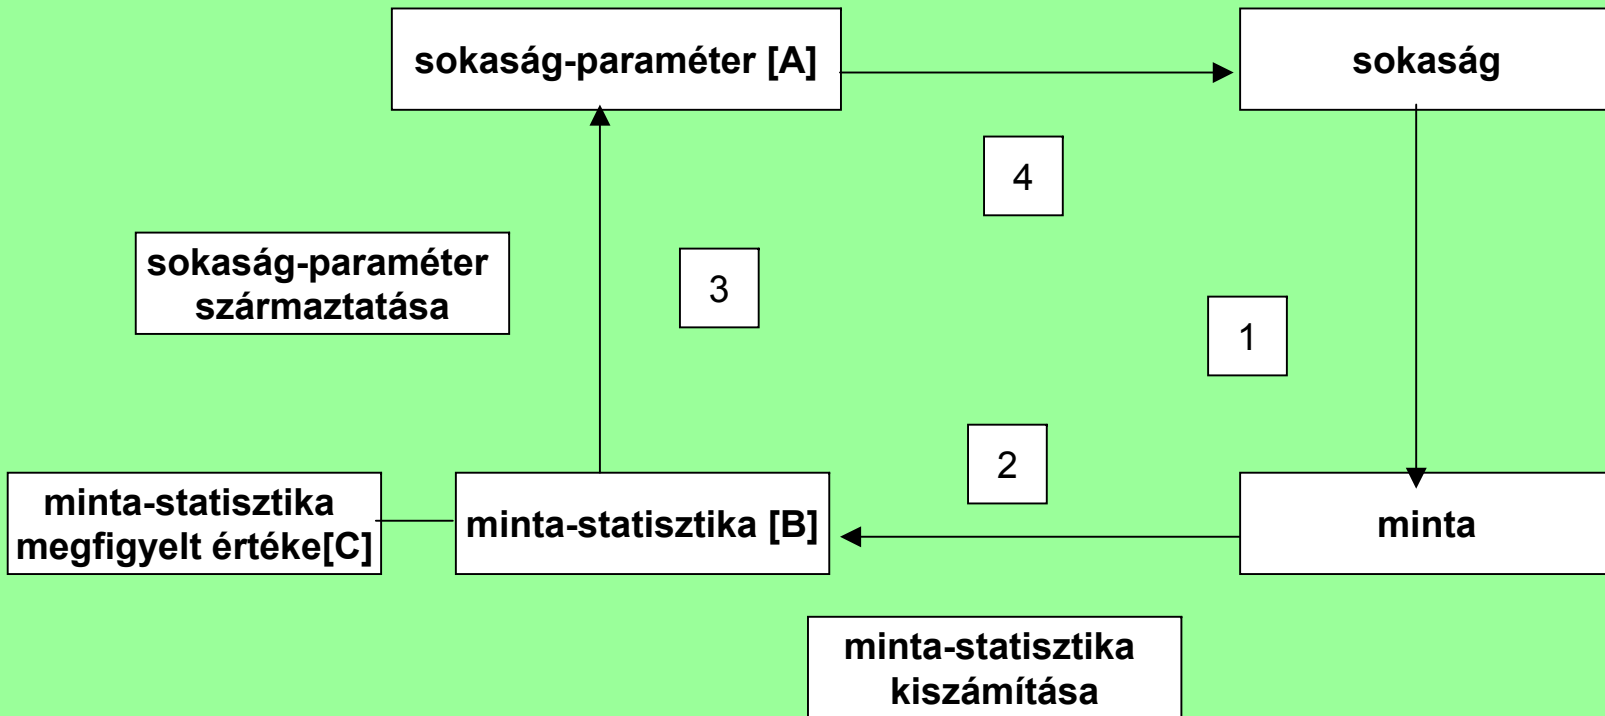 sokaság-paraméter [A]
sokaság
4
sokaság-paraméter
származtatása
3
1
2
minta-statisztika
megfigyelt értéke[C]
minta-statisztika [B]
minta
minta-statisztika
kiszámítása